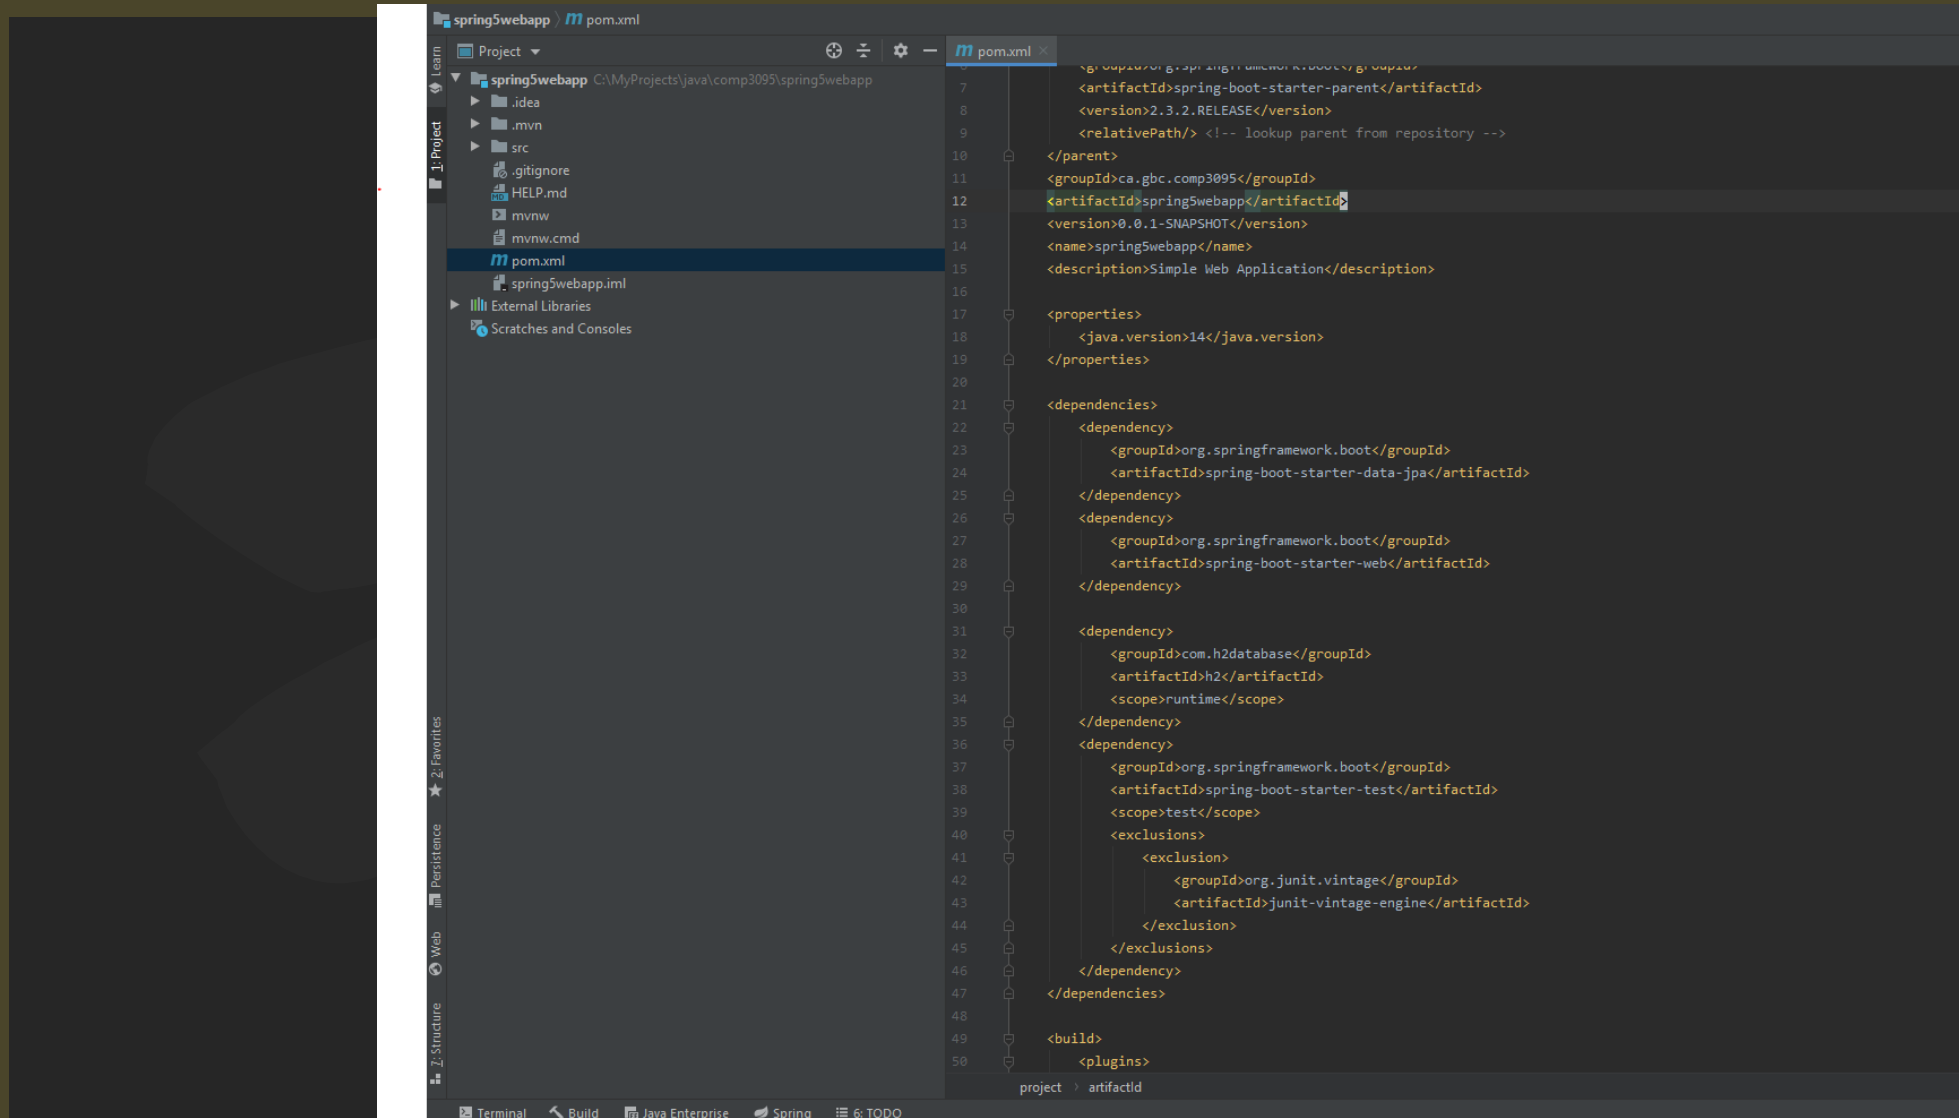 spring5webapp pom.xml
Learn
1: Project
2: Favorites
Persistence
Web
7: Structure
Project
spring5webapp C:\MyProjects\java\comp3095\spring5webapp
.idea
.mvn
src
.gitignore
HELP.md
mvnw
mvnw.cmd
pom.xml
spring5webapp.iml
External Libraries
Scratches and Consoles
pom.xml
6 <groupId>org.springframework.boot</groupId>
7 <artifactId>spring-boot-starter-parent</artifactId>
8 <version>2.3.2.RELEASE</version>
9 <relativePath/> <!-- lookup parent from repository -->
10 </parent>
11 <groupId>ca.gbc.comp3095</groupId>
12 <artifactId>spring5webapp</artifactId>
13 <version>0.0.1-SNAPSHOT</version>
14 <name>spring5webapp</name>
15 <description>Simple Web Application</description>
16
17 <properties>
18 <java.version>14</java.version>
19 </properties>
20
21 <dependencies>
22 <dependency>
23 <groupId>org.springframework.boot</groupId>
24 <artifactId>spring-boot-starter-data-jpa</artifactId>
25 </dependency>
26 <dependency>
27 <groupId>org.springframework.boot</groupId>
28 <artifactId>spring-boot-starter-web</artifactId>
29 </dependency>
30
31 <dependency>
32 <groupId>com.h2database</groupId>
33 <artifactId>h2</artifactId>
34 <scope>runtime</scope>
35 </dependency>
36 <dependency>
37 <groupId>org.springframework.boot</groupId>
38 <artifactId>spring-boot-starter-test</artifactId>
39 <scope>test</scope>
40 <exclusions>
41 <exclusion>
42 <groupId>org.junit.vintage</groupId>
43 <artifactId>junit-vintage-engine</artifactId>
44 </exclusion>
45 </exclusions>
46 </dependency>
47 </dependencies>
48
49 <build>
50 <plugins>
project artifactId
Terminal Build Java Enterprise Spring 6: TODO